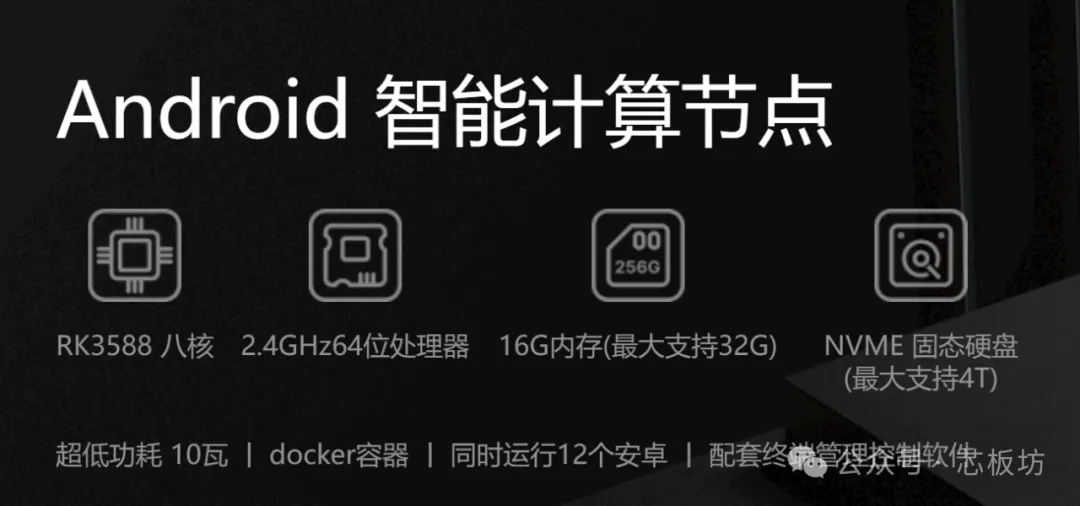 Android 智能计算节点
256G
RK3588 八核
2.4GHz64位处理器
16G内存(最大支持32G)
NVME 固态硬盘
(最大支持4T)
超低功耗 10瓦 | docker容器 | 同时运行12个安卓 | 配套终端管理控制软件
公众号 芯板坊